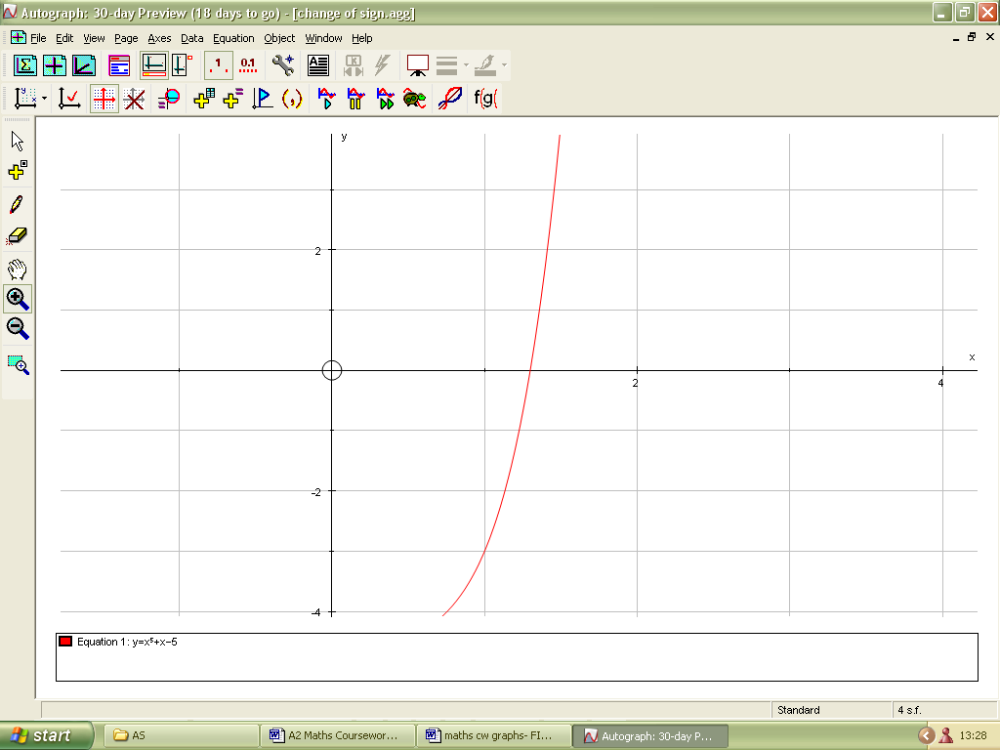 Autograph: 30-day Preview (18 days to go) - [change of sign.agg]
File Edit View Page Axes Data Equation Object Window Help
.1. 0.1
f(g(
y
2
x
2 4
-2
-4
Equation 1: y=x⁵+x−5
Standard 4 s.f.
start AS A2 Maths Coursewor... maths cw graphs- FI... Autograph: 30-day P... 13:28